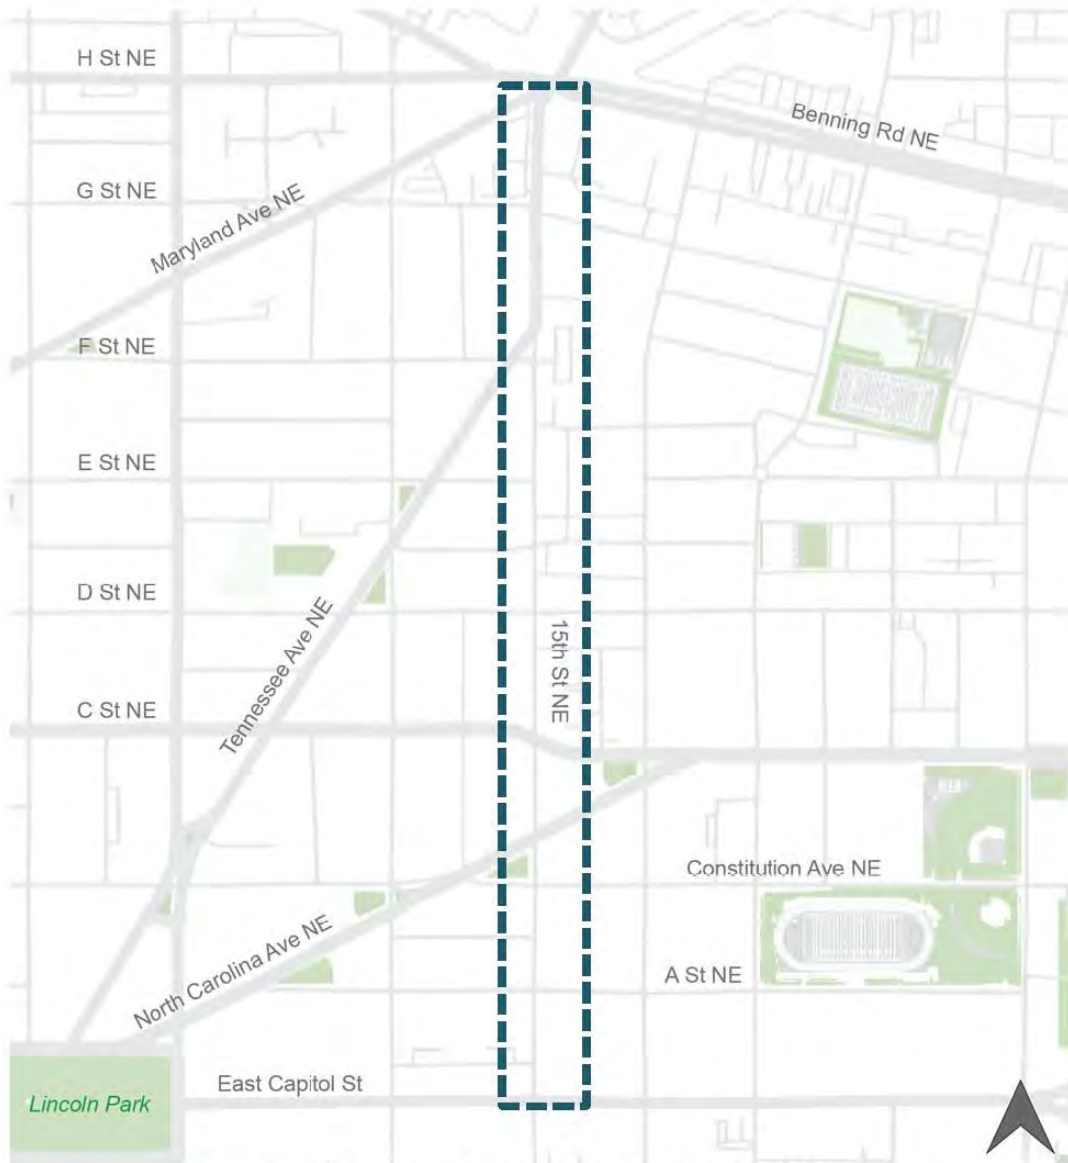 H St NE
Benning Rd NE
G St NE
Maryland Ave NE
F St NE
E St NE
D St NE
Tennessee Ave NE
15th St NE
C St NE
Constitution Ave NE
North Carolina Ave NE
A St NE
East Capitol St
Lincoln Park